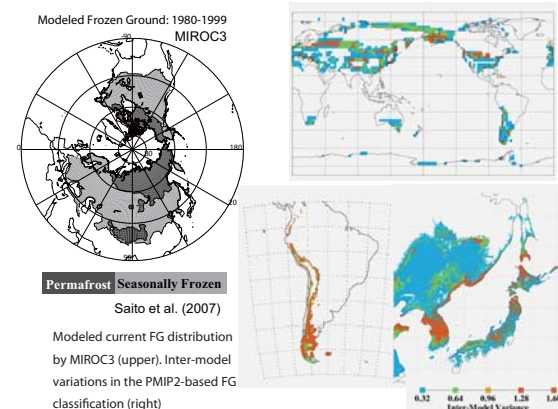 Modeled Frozen Ground: 1980-1999
MIROC3
-90
0
180
80
90
Permafrost Seasonally Frozen
Saito et al. (2007)
Modeled current FG distribution
by MIROC3 (upper). Inter-model
variations in the PMIP2-based FG
classification (right)
0.32 0.64 0.96 1.28
Inter-Model Variance